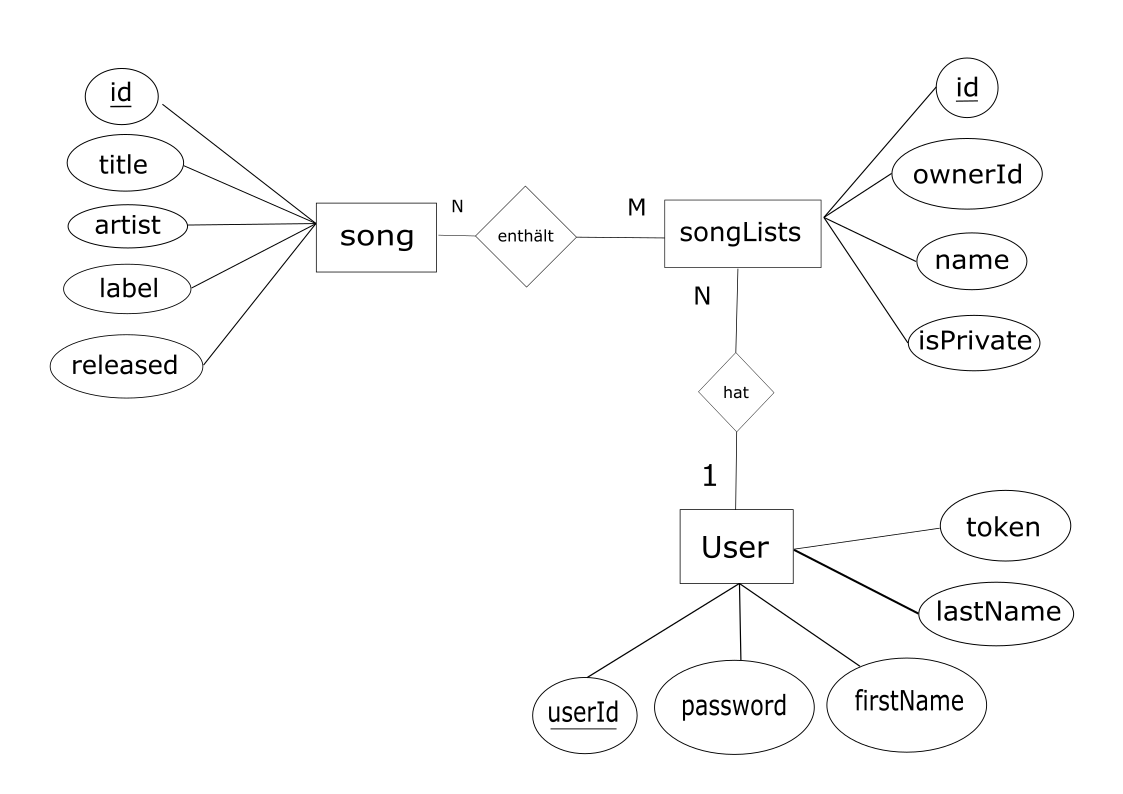 id
title
artist
label
released
song
N
enthält
M
songLists
id
ownerId
name
isPrivate
N
hat
1
User
token
lastName
userId
password
firstName